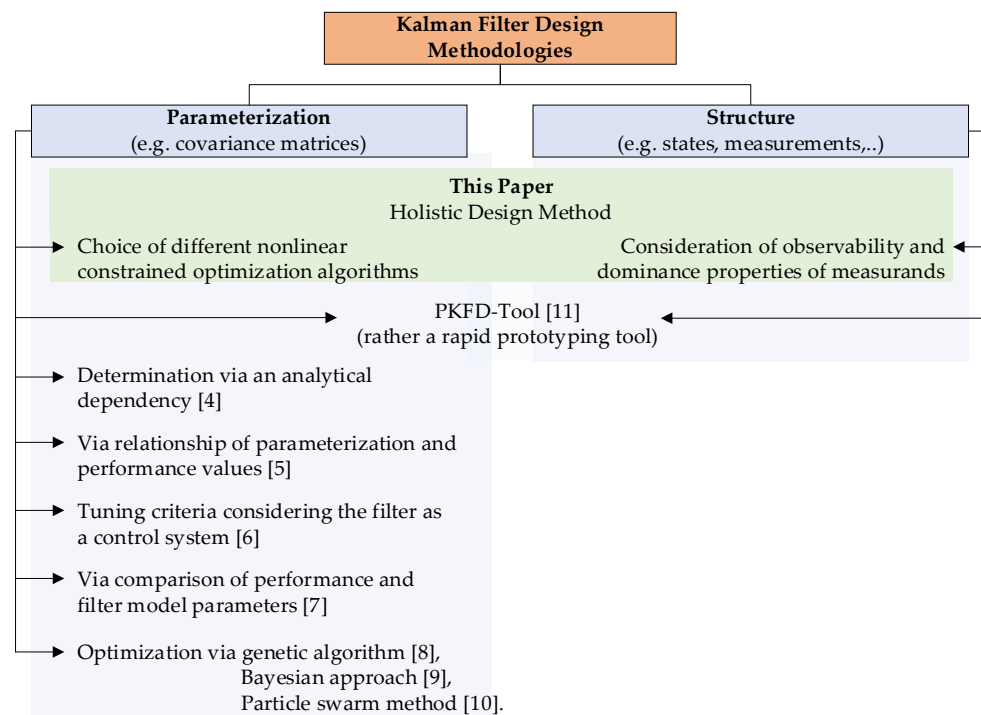 Kalman Filter Design
Methodologies
Parameterization
(e.g. covariance matrices)
Structure
(e.g. states, measurements,..)
This Paper
Holistic Design Method
Choice of different nonlinear
constrained optimization algorithms
Consideration of observability and
dominance properties of measurands
PKFD-Tool [11]
(rather a rapid prototyping tool)
Determination via an analytical
dependency [4]
Via relationship of parameterization and
performance values [5]
Tuning criteria considering the filter as
a control system [6]
Via comparison of performance and
filter model parameters [7]
Optimization via genetic algorithm [8],
Bayesian approach [9],
Particle swarm method [10].